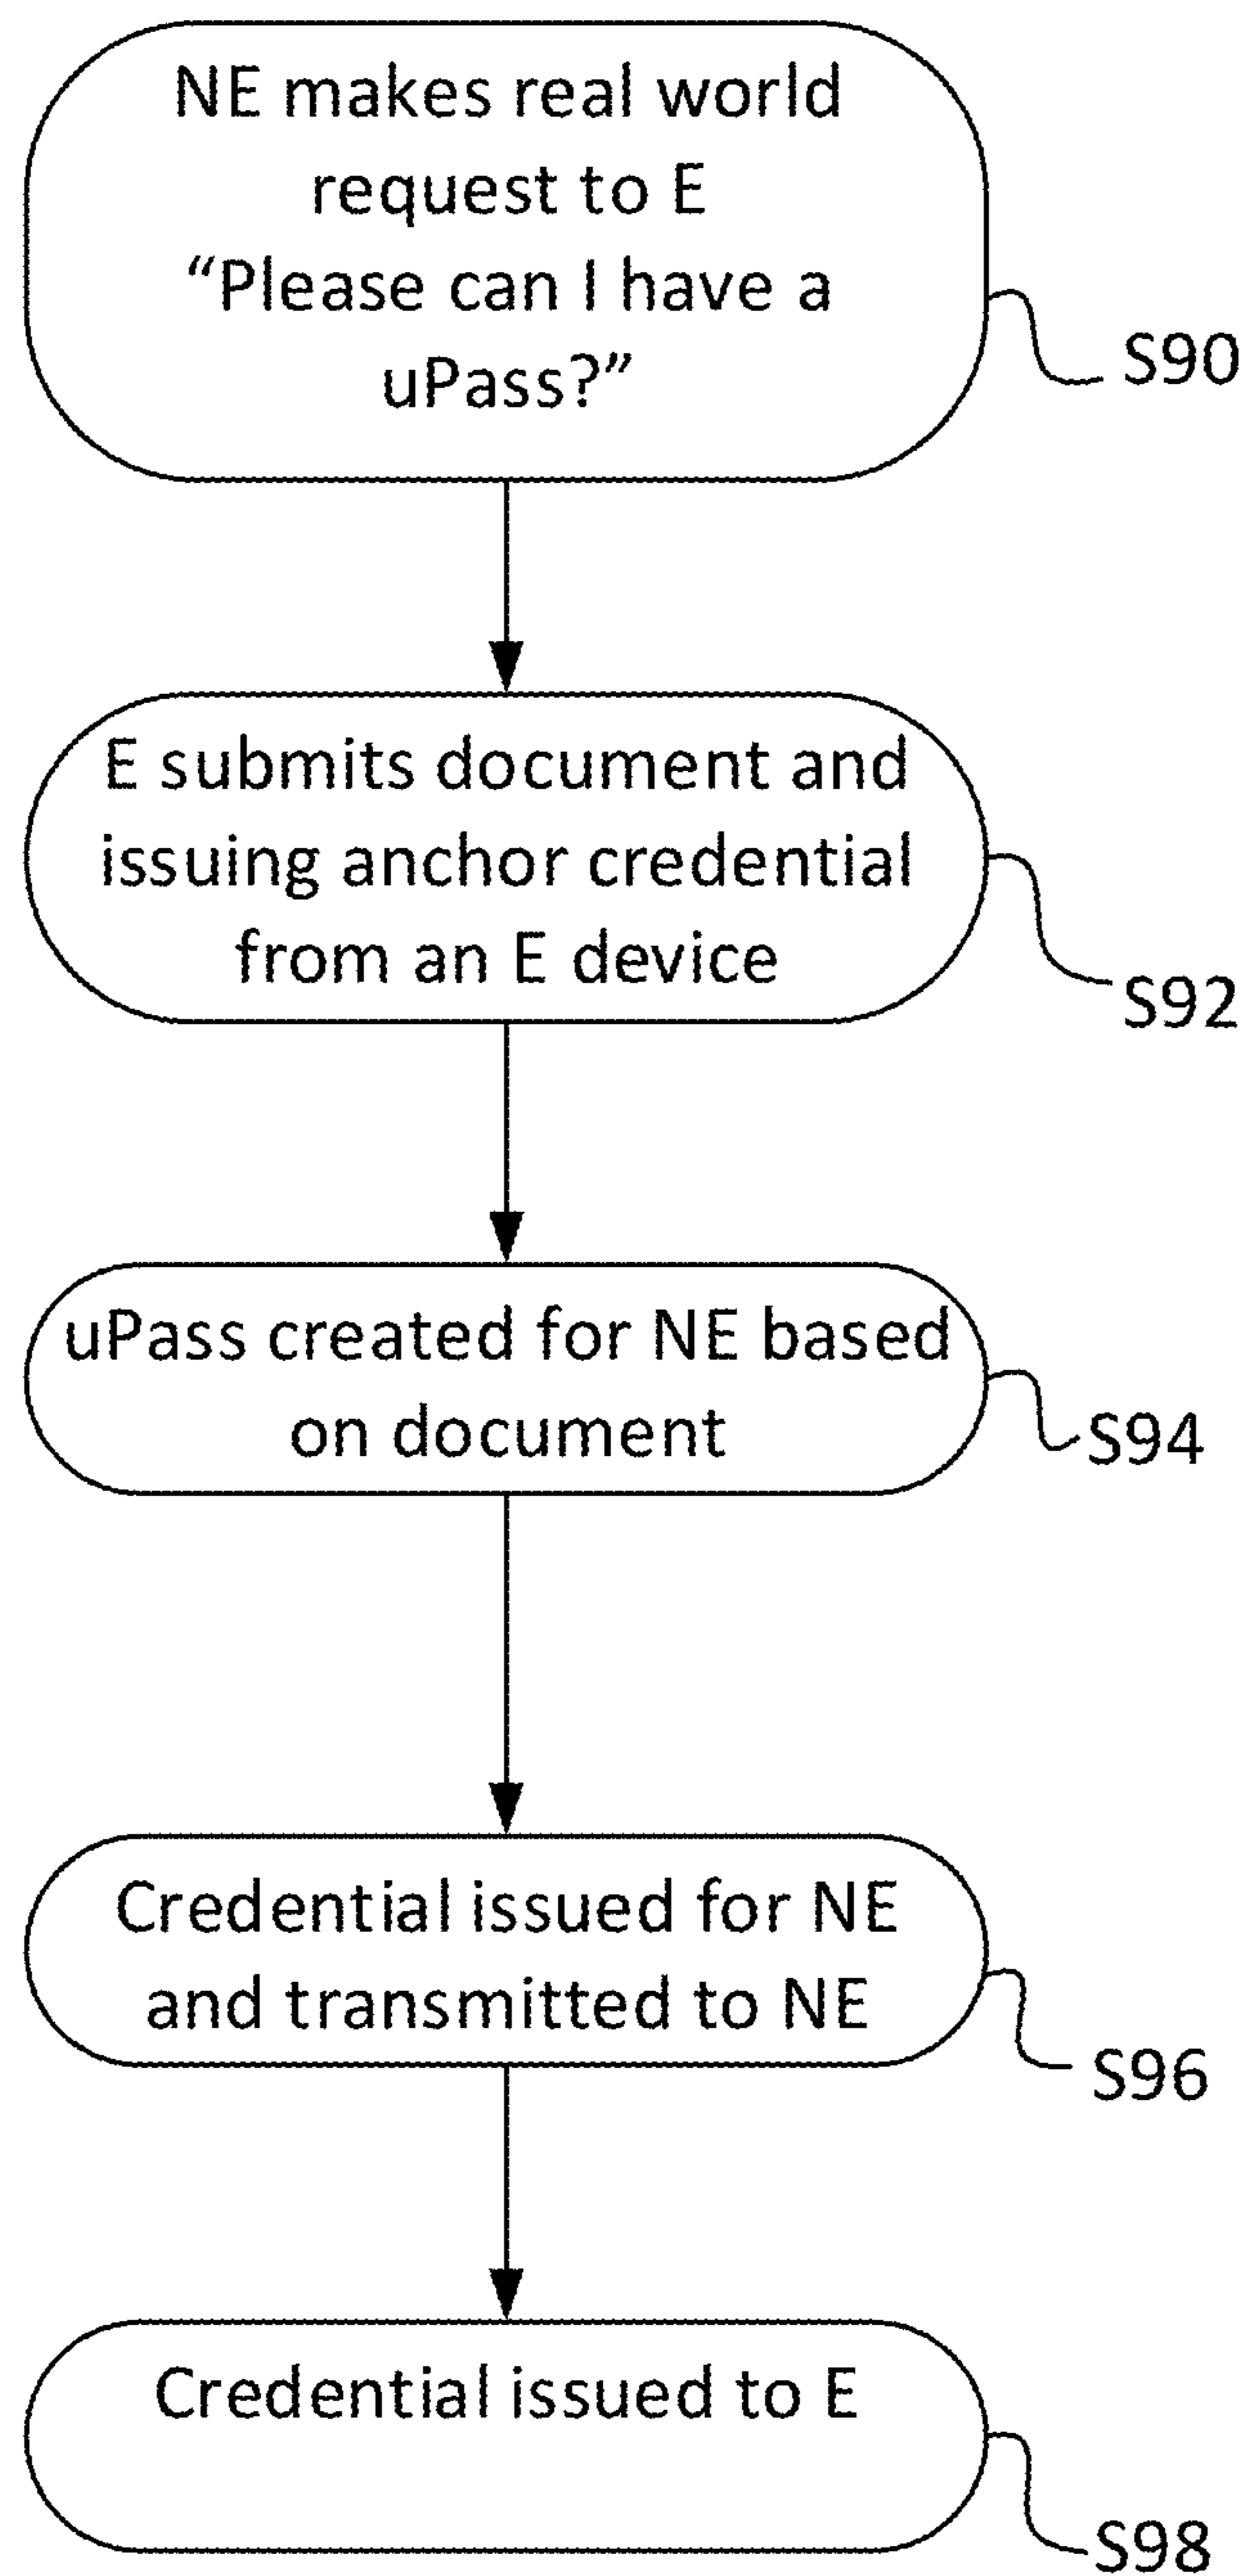 NE makes real world
request to E
“Please can I have a
uPass?”
S90
E submits document and
issuing anchor credential
from an E device
S92
uPass created for NE based
on document
S94
Credential issued for NE
and transmitted to NE
S96
Credential issued to E
S98